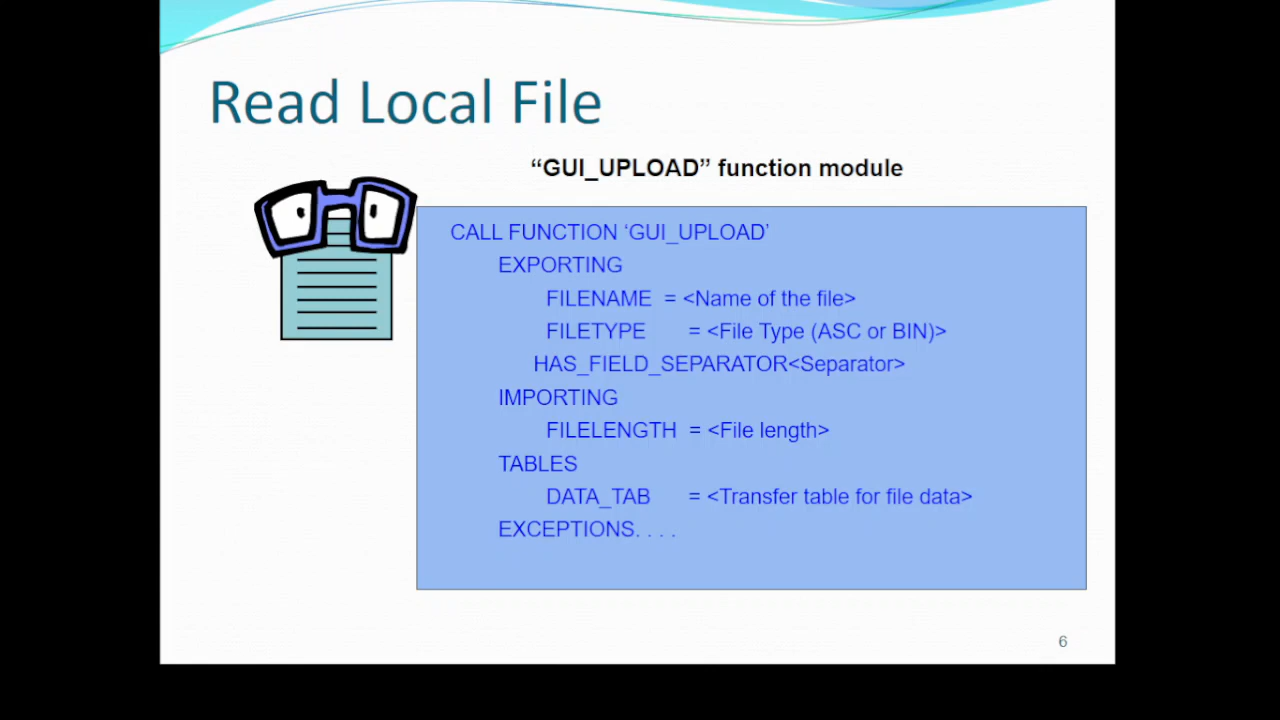 Read Local File
“GUI_UPLOAD” function module
CALL FUNCTION ‘GUI_UPLOAD’
EXPORTING
FILENAME = <Name of the file>
FILETYPE = <File Type (ASC or BIN)>
HAS_FIELD_SEPARATOR<Separator>
IMPORTING
FILELENGTH = <File length>
TABLES
DATA_TAB = <Transfer table for file data>
EXCEPTIONS. . . .
6